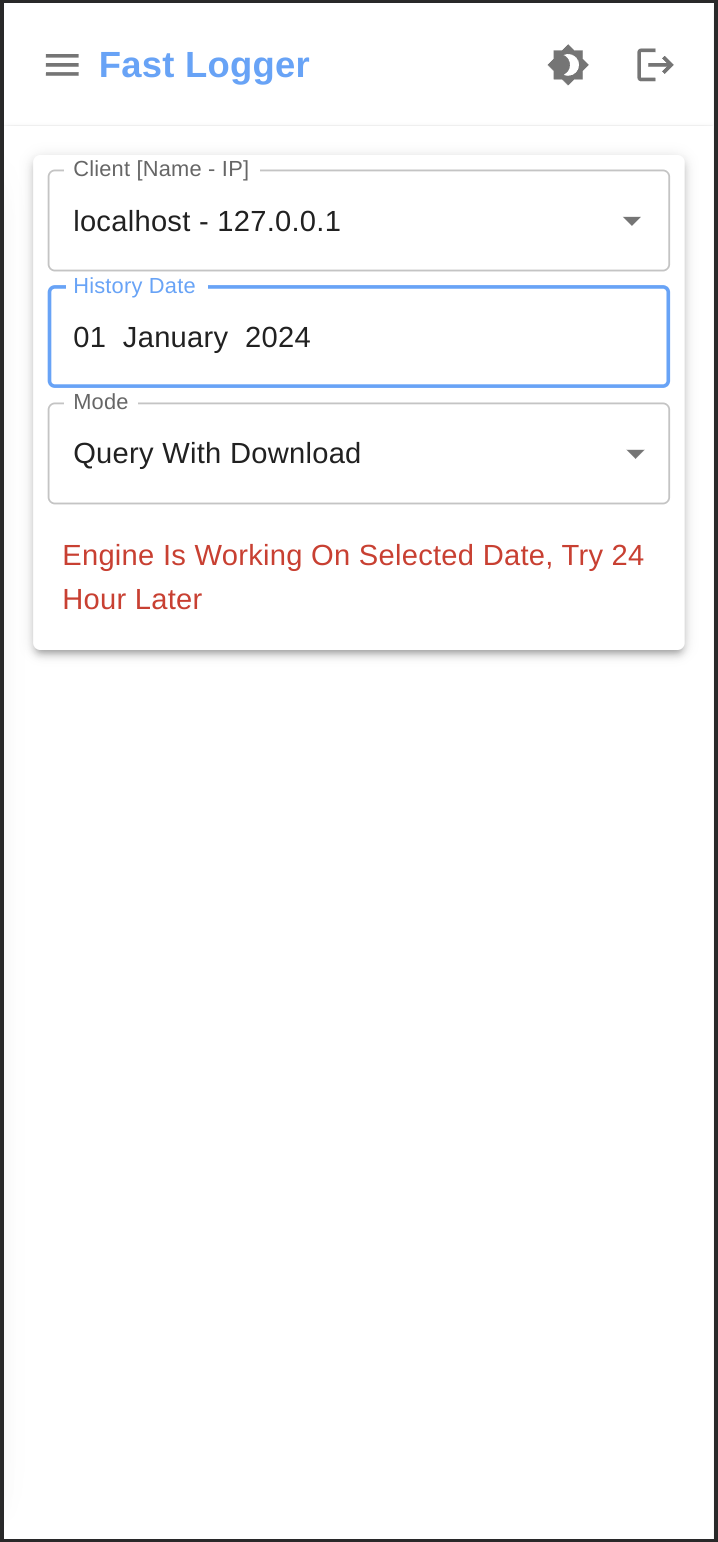 Fast Logger
Client [Name - IP]
localhost - 127.0.0.1
History Date
01 January 2024
Mode
Query With Download
Engine Is Working On Selected Date, Try 24
Hour Later